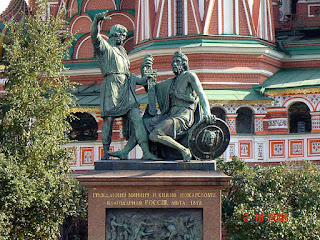 ГРАЖДАНИНУ МИНИНУ И КНЯЗЮ ПОЖАРСКОМУ
БЛАГОДАРНАЯ РОССІЯ. ЛѢТА 1818